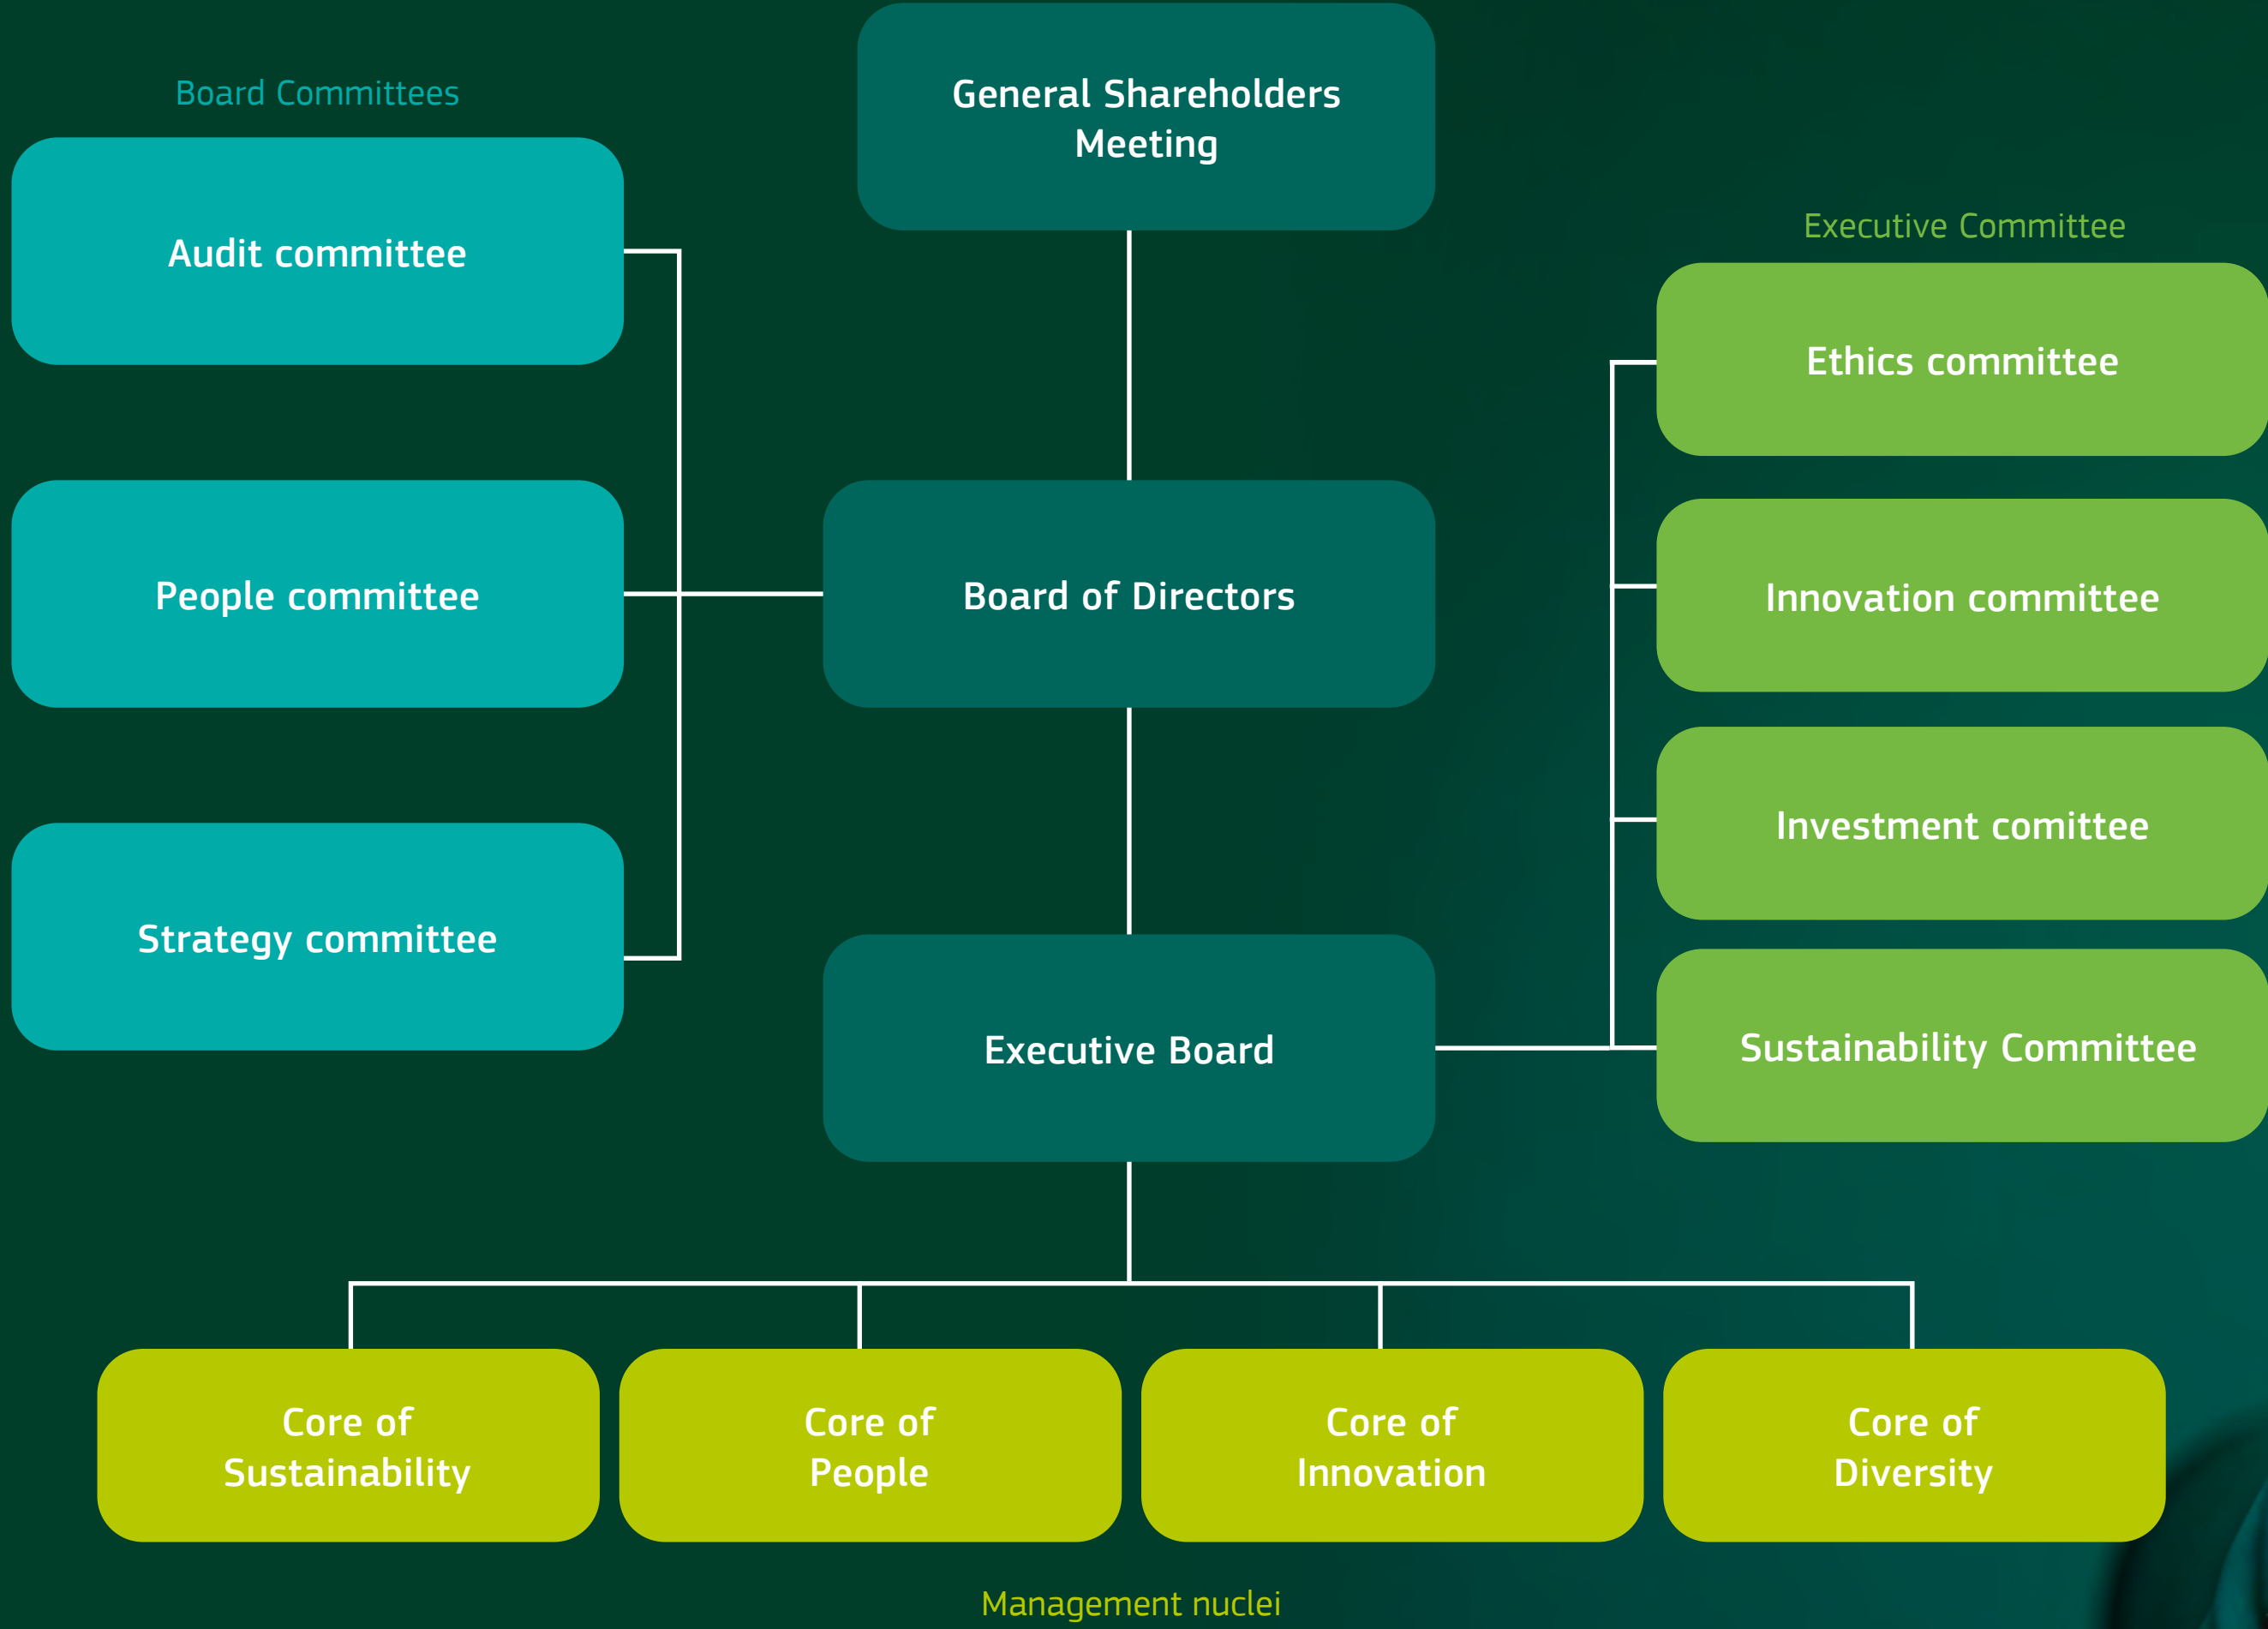 General Shareholders
Meeting
Board Committees
Audit committee
People committee
Strategy committee
Board of Directors
Executive Board
Executive Committee
Ethics committee
Innovation committee
Investment comittee
Sustainability Committee
Core of
Sustainability
Core of
People
Core of
Innovation
Core of
Diversity
Management nuclei